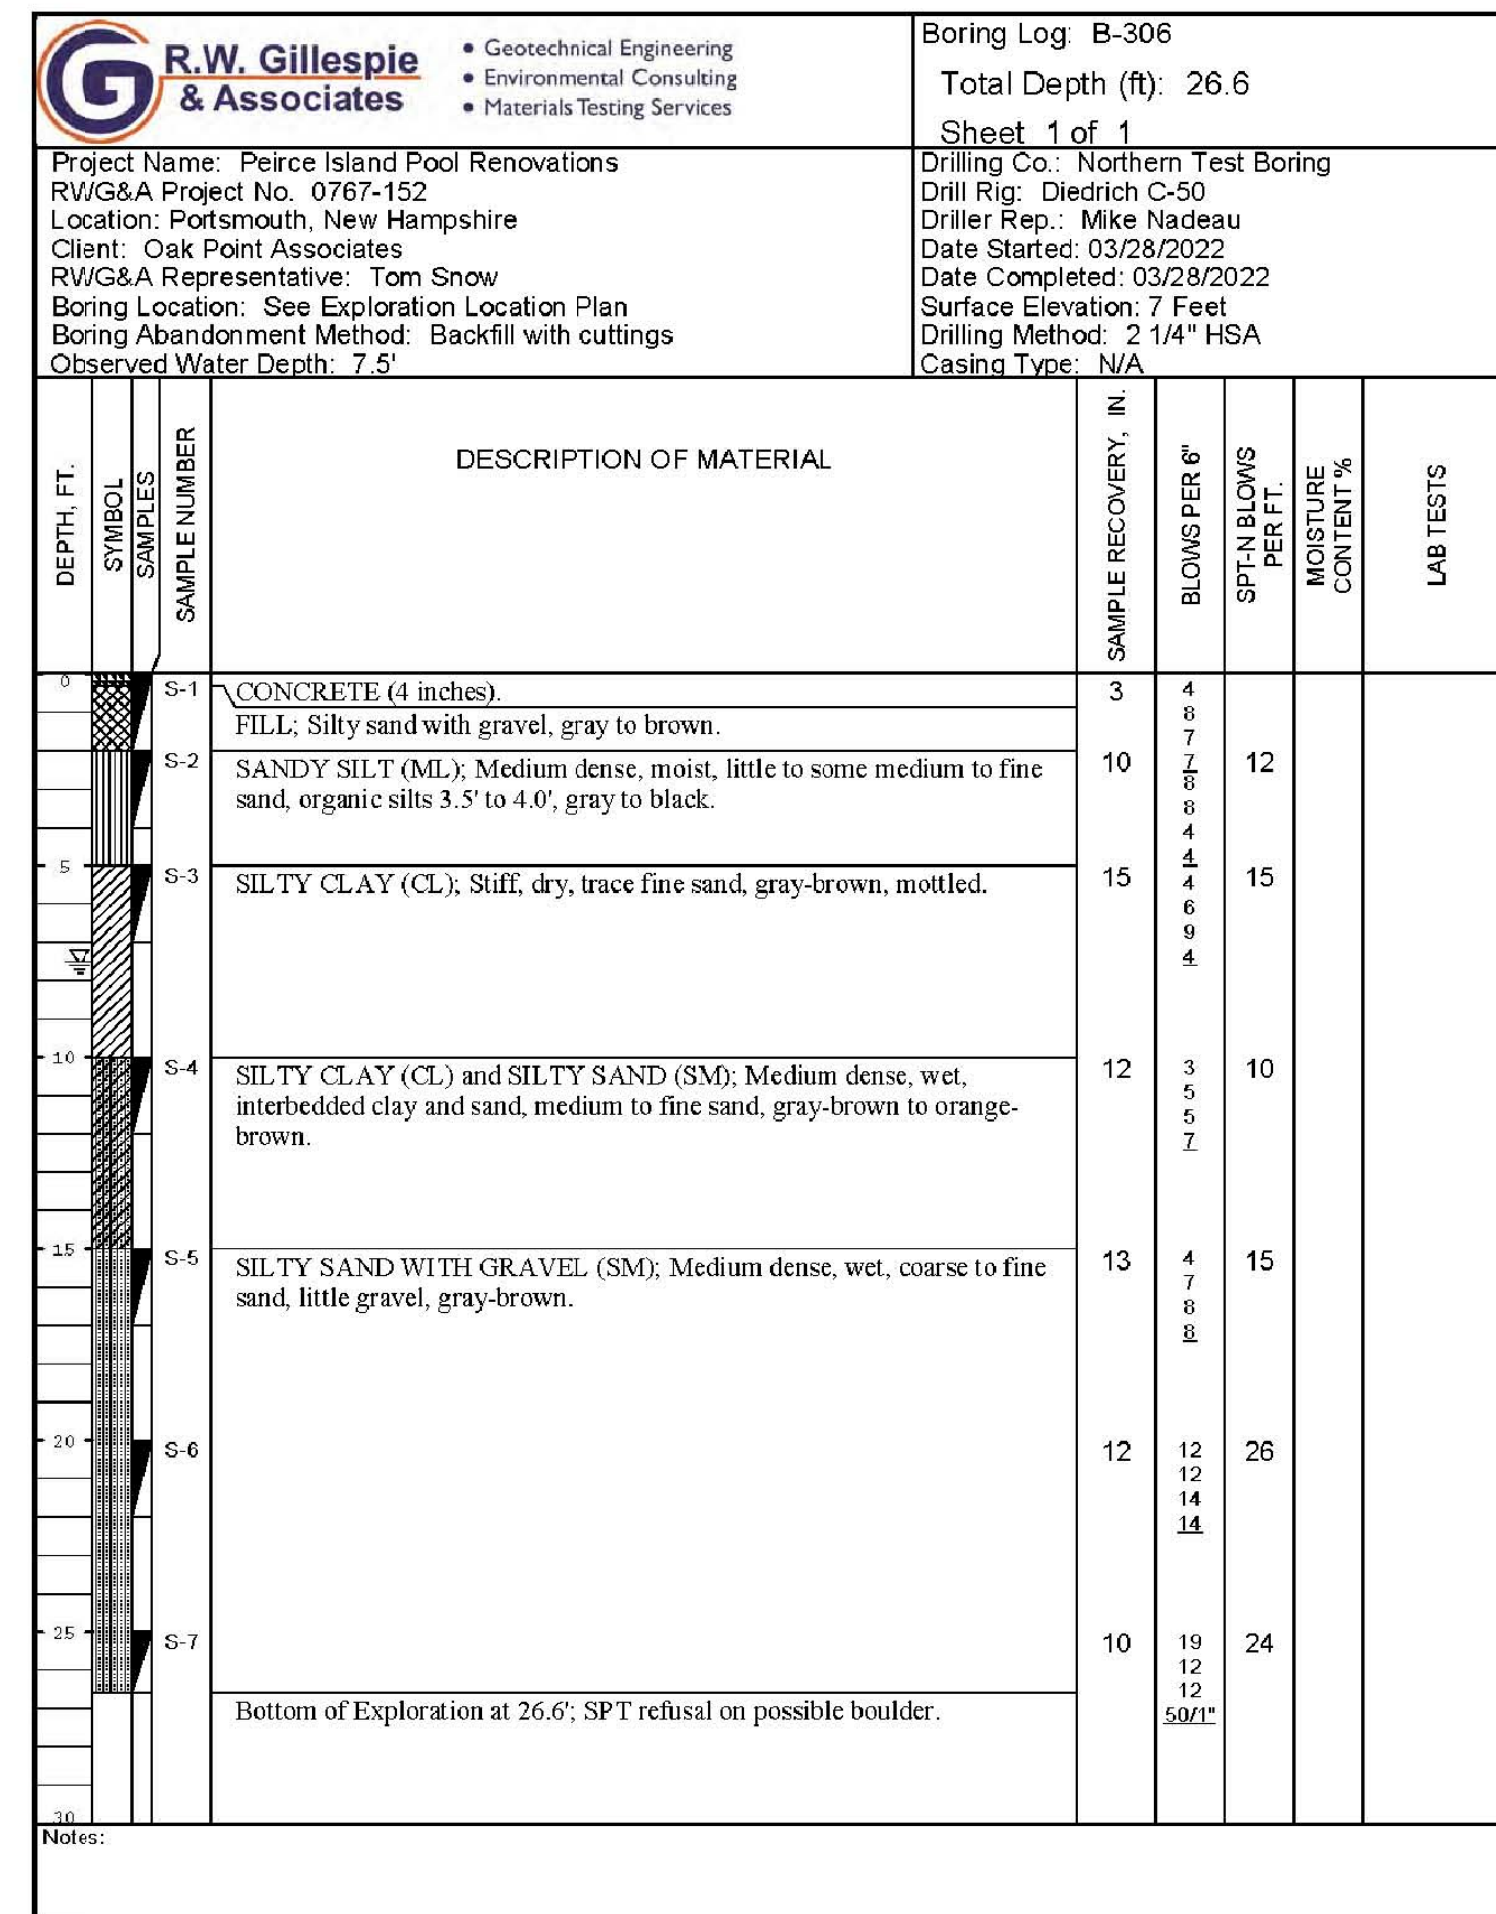 R.W. Gillespie
& Associates
• Geotechnical Engineering
• Environmental Consulting
• Materials Testing Services
Boring Log: B-306
Total Depth (ft): 26.6
Sheet 1 of 1
Project Name: Peirce Island Pool Renovations
RWG&A Project No. 0767-152
Location: Portsmouth, New Hampshire
Client: Oak Point Associates
RWG&A Representative: Tom Snow
Boring Location: See Exploration Location Plan
Boring Abandonment Method: Backfill with cuttings
Observed Water Depth: 7.5'
Drilling Co.: Northern Test Boring
Drill Rig: Diedrich C-50
Driller Rep.: Mike Nadeau
Date Started: 03/28/2022
Date Completed: 03/28/2022
Surface Elevation: 7 Feet
Drilling Method: 2 1/4" HSA
Casing Type: N/A
DEPTH, FT.
SYMBOL
SAMPLES
SAMPLE NUMBER
DESCRIPTION OF MATERIAL
SAMPLE RECOVERY, IN.
BLOWS PER 6"
SPT-N BLOWS
PER FT.
MOISTURE
CONTENT %
LAB TESTS
0
S-1
CONCRETE (4 inches).
FILL; Silty sand with gravel, gray to brown.
3
4
8
7
7
S-2
SANDY SILT (ML); Medium dense, moist, little to some medium to fine
sand, organic silts 3.5' to 4.0', gray to black.
10
8
8
4
4
12
5
S-3
SILTY CLAY (CL); Stiff, dry, trace fine sand, gray-brown, mottled.
15
4
6
9
4
15
10
S-4
SILTY CLAY (CL) and SILTY SAND (SM); Medium dense, wet,
interbedded clay and sand, medium to fine sand, gray-brown to orange-
brown.
12
3
5
5
7
10
15
S-5
SILTY SAND WITH GRAVEL (SM); Medium dense, wet, coarse to fine
sand, little gravel, gray-brown.
13
4
7
8
8
15
20
S-6
12
12
12
14
14
26
25
S-7
10
19
12
12
50/1"
24
Bottom of Exploration at 26.6'; SPT refusal on possible boulder.
30
Notes: